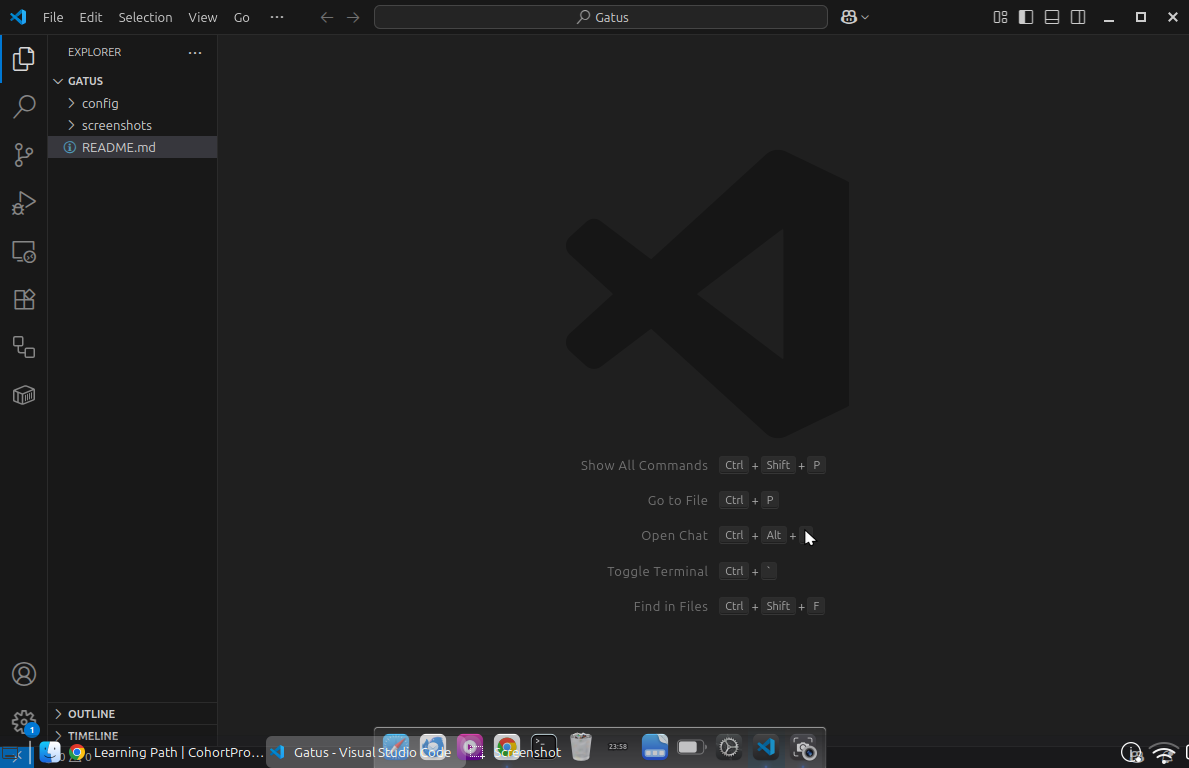 File Edit Selection View Go ···
Gatus
EXPLORER ···
GATUS
config
screenshots
README.md
Show All Commands Ctrl + Shift + P
Go to File Ctrl + P
Open Chat Ctrl + Alt +
Toggle Terminal Ctrl + `
Find in Files Ctrl + Shift + F
OUTLINE
1
TIMELINE
Learning Path | CohortPro...
Gatus - Visual Studio Code
Screenshot
23:58